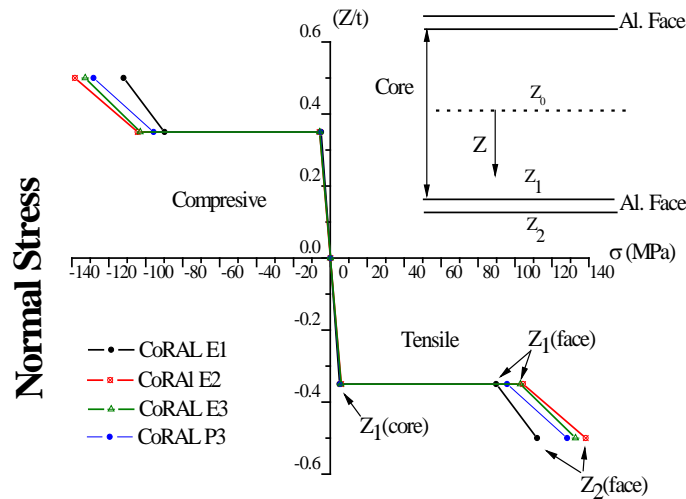 (Z/t)
0.6
0.4
0.2
0.0
-0.2
-0.4
-0.6
-140 -120 -100 -80 -60 -40 -20 0 20 40 60 80 100 120 140
σ (MPa)
Normal Stress
Compresive
Tensile
Al. Face
Core
Z0
Z
Z1
Al. Face
Z2
Z1(face)
Z1(core)
Z2(face)
CoRAL E1
CoRAl E2
CoRAL E3
CoRAL P3